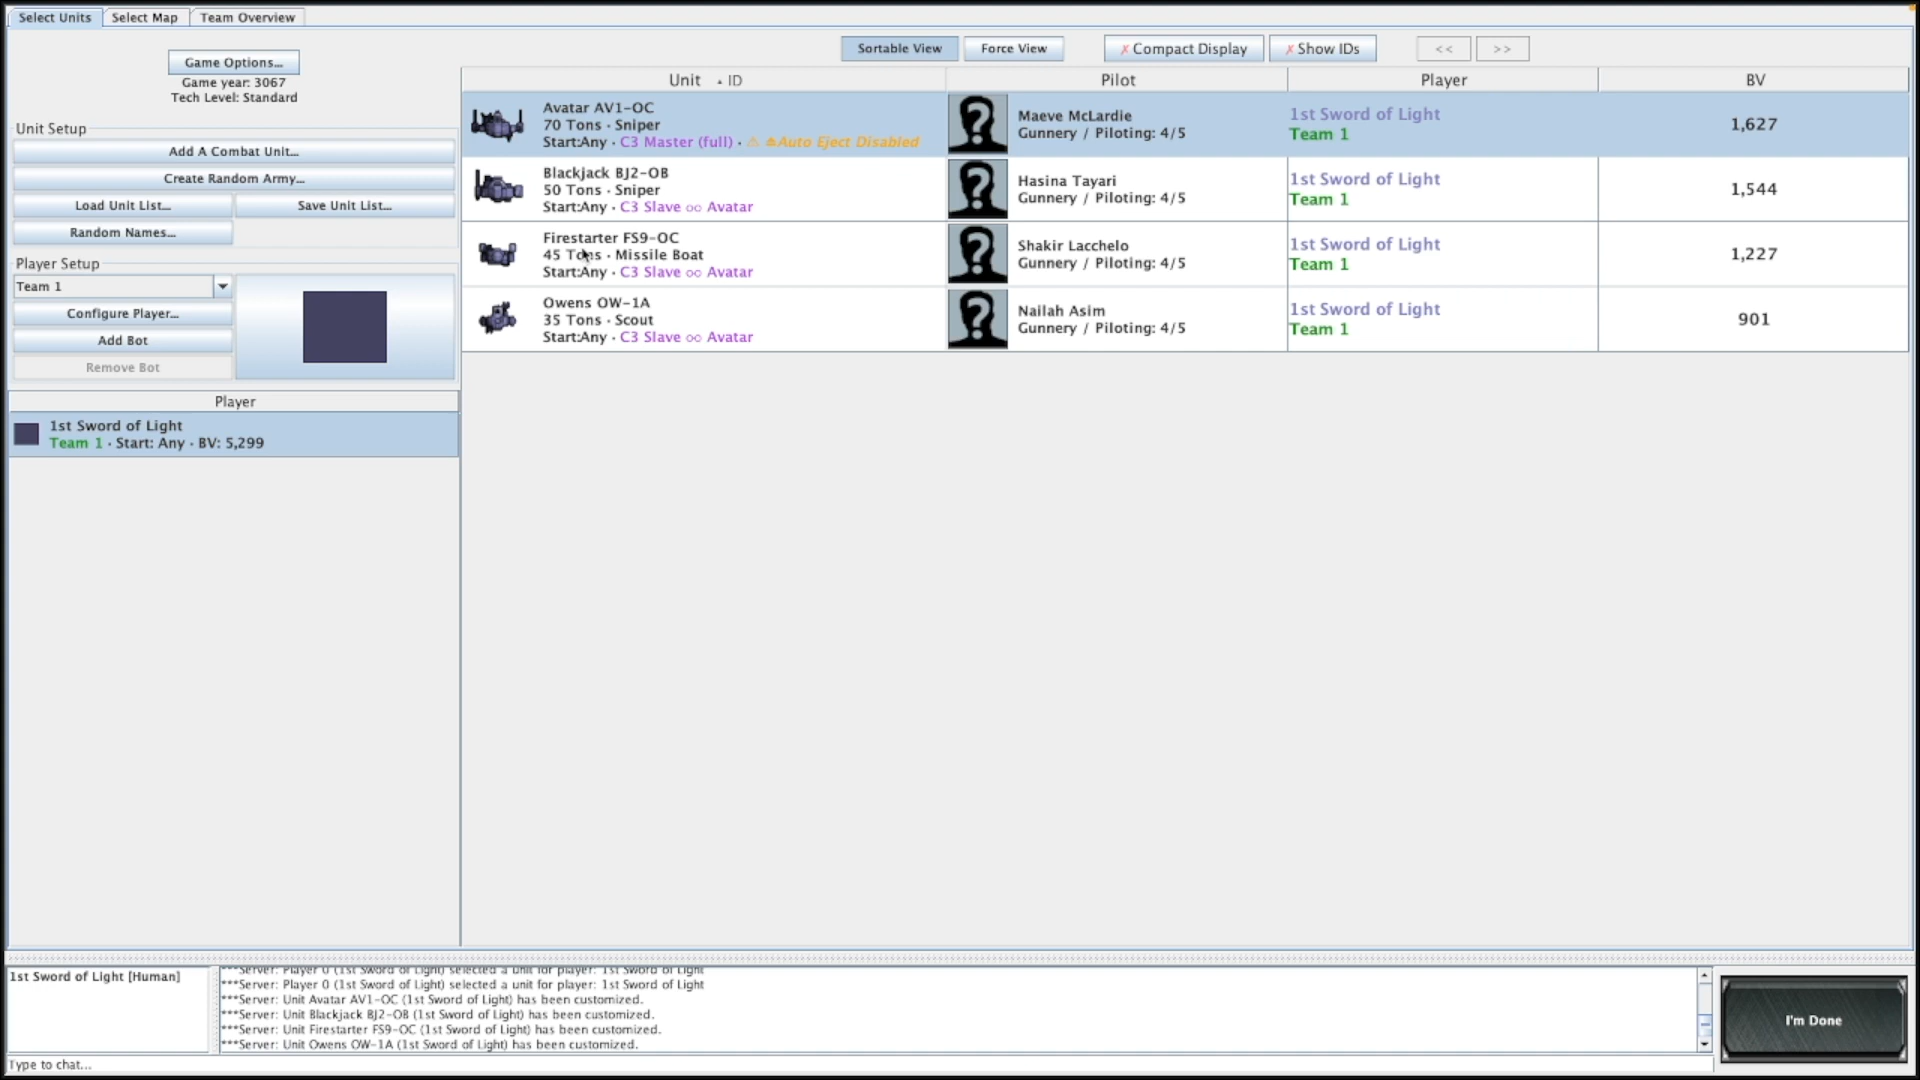 Select Units
Select Map
Team Overview
Game Options...
Game year: 3067
Tech Level: Standard
Unit Setup
Add A Combat Unit...
Create Random Army...
Load Unit List...
Save Unit List...
Random Names...
Player Setup
Team 1
Configure Player...
Add Bot
Remove Bot
Player
1st Sword of Light
Team 1 · Start: Any · BV: 5,299
Sortable View
Force View
✗ Compact Display
✗ Show IDs
<<
>>
Unit ▲ ID
Pilot
Player
BV
Avatar AV1-OC
70 Tons · Sniper
Start:Any · C3 Master (full) · ⚠ ⏏Auto Eject Disabled
Maeve McLardie
Gunnery / Piloting: 4/5
1st Sword of Light
Team 1
1,627
Blackjack BJ2-OB
50 Tons · Sniper
Start:Any · C3 Slave oo Avatar
Hasina Tayari
Gunnery / Piloting: 4/5
1st Sword of Light
Team 1
1,544
Firestarter FS9-OC
45 Tons · Missile Boat
Start:Any · C3 Slave oo Avatar
Shakir Lacchelo
Gunnery / Piloting: 4/5
1st Sword of Light
Team 1
1,227
Owens OW-1A
35 Tons · Scout
Start:Any · C3 Slave oo Avatar
Nailah Asim
Gunnery / Piloting: 4/5
1st Sword of Light
Team 1
901
1st Sword of Light [Human]
***Server: Player 0 (1st Sword of Light) selected a unit for player: 1st Sword of Light
***Server: Player 0 (1st Sword of Light) selected a unit for player: 1st Sword of Light
***Server: Unit Avatar AV1-OC (1st Sword of Light) has been customized.
***Server: Unit Blackjack BJ2-OB (1st Sword of Light) has been customized.
***Server: Unit Firestarter FS9-OC (1st Sword of Light) has been customized.
***Server: Unit Owens OW-1A (1st Sword of Light) has been customized.
Type to chat...
I'm Done